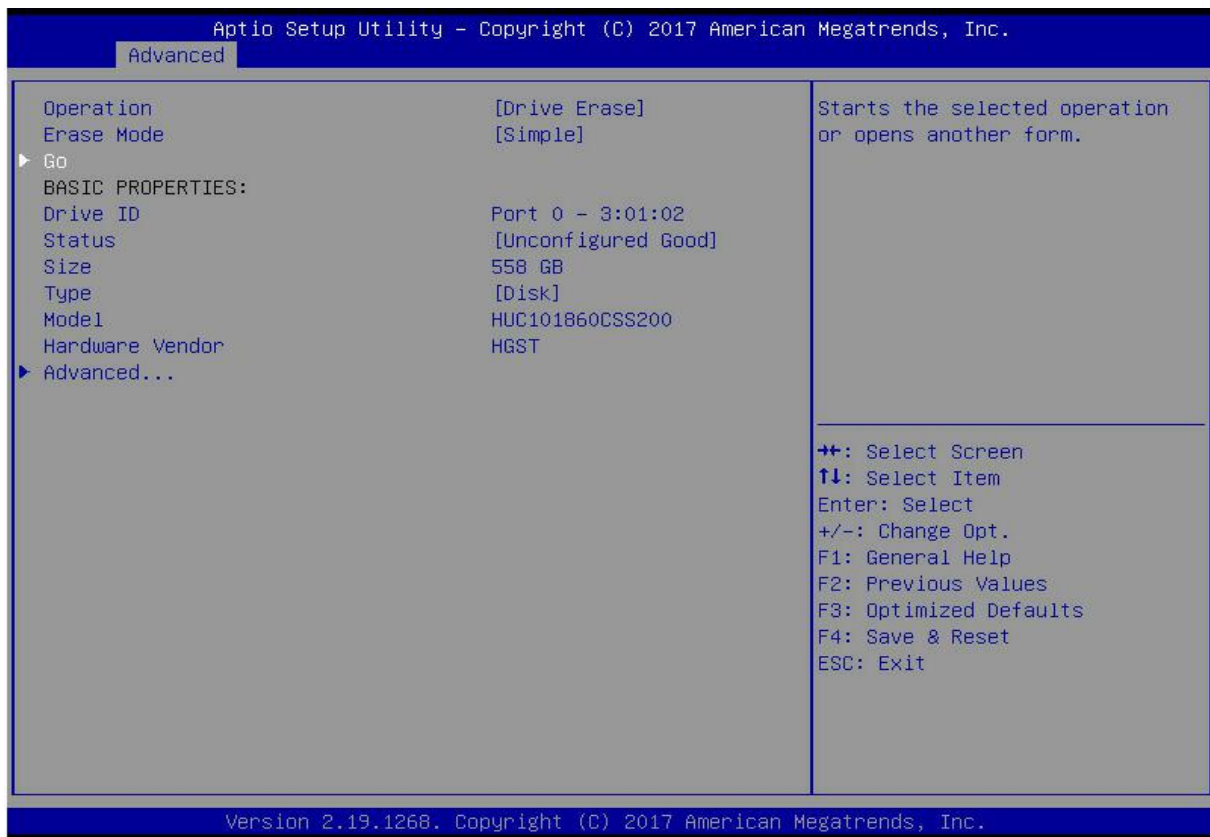 Aptio Setup Utility – Copyright (C) 2017 American Megatrends, Inc.
Advanced
Operation [Drive Erase]
Erase Mode [Simple]
▶ Go
BASIC PROPERTIES:
Drive ID Port 0 – 3:01:02
Status [Unconfigured Good]
Size 558 GB
Type [Disk]
Model HUC101860CSS200
Hardware Vendor HGST
▶ Advanced...
Starts the selected operation
or opens another form.
→←: Select Screen
↑↓: Select Item
Enter: Select
+/-: Change Opt.
F1: General Help
F2: Previous Values
F3: Optimized Defaults
F4: Save & Reset
ESC: Exit
Version 2.19.1268. Copyright (C) 2017 American Megatrends, Inc.